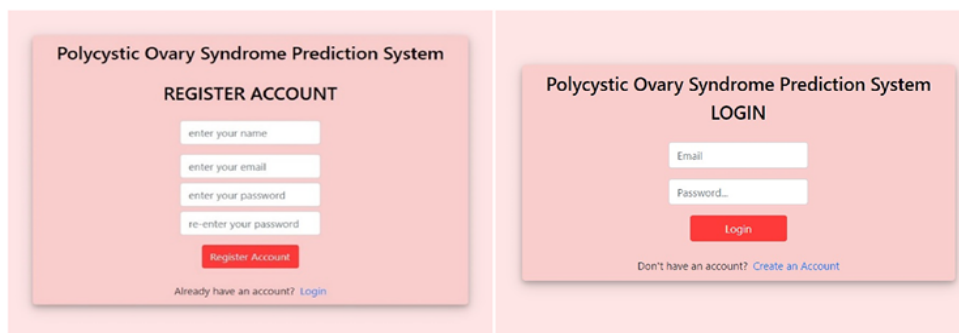 Polycystic Ovary Syndrome Prediction System
REGISTER ACCOUNT
enter your name
enter your email
enter your password
re-enter your password
Register Account
Already have an account? Login
Polycystic Ovary Syndrome Prediction System
LOGIN
Email
Password...
Login
Don't have an account? Create an Account